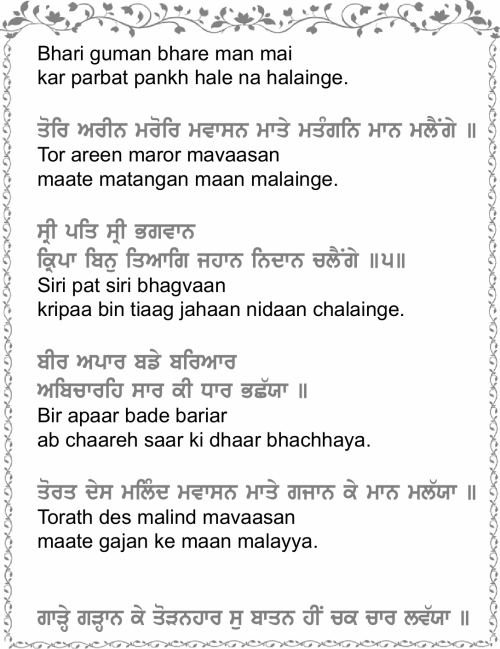 Bhari guman bhare man mai
kar parbat pankh hale na halainge.
ਤੋਰਿ ਅਰੀਨ ਮਰੋਰਿ ਮਵਾਸਨ ਮਾਤੇ ਮਤੰਗਨਿ ਮਾਨ ਮਲੈਂਗੇ ॥
Tor areen maror mavaasan
maate matangan maan malainge.
ਸ੍ਰੀ ਪਤਿ ਸ੍ਰੀ ਭਗਵਾਨ
ਕ੍ਰਿਪਾ ਬਿਨੁ ਤਿਆਗਿ ਜਹਾਨ ਨਿਦਾਨ ਚਲੈਂਗੇ ॥੫॥
Siri pat siri bhagvaan
kripaa bin tiaag jahaan nidaan chalainge.
ਬੀਰ ਅਪਾਰ ਬਡੇ ਬਰਿਆਰ
ਅਬਿਚਾਰਹਿ ਸਾਰ ਕੀ ਧਾਰ ਭਛੱਯਾ ॥
Bir apaar bade bariar
ab chaareh saar ki dhaar bhachhaya.
ਤੋਰਤ ਦੇਸ ਮਲਿੰਦ ਮਵਾਸਨ ਮਾਤੇ ਗਜਾਨ ਕੇ ਮਾਨ ਮਲੱਯਾ ॥
Torath des malind mavaasan
maate gajan ke maan malayya.
ਗਾੜ੍ਹੇ ਗੜ੍ਹਾਨ ਕੇ ਤੋੜਨਹਾਰ ਸੁ ਬਾਤਨ ਹੀਂ ਚਕ ਚਾਰ ਲਵੱਯਾ ॥